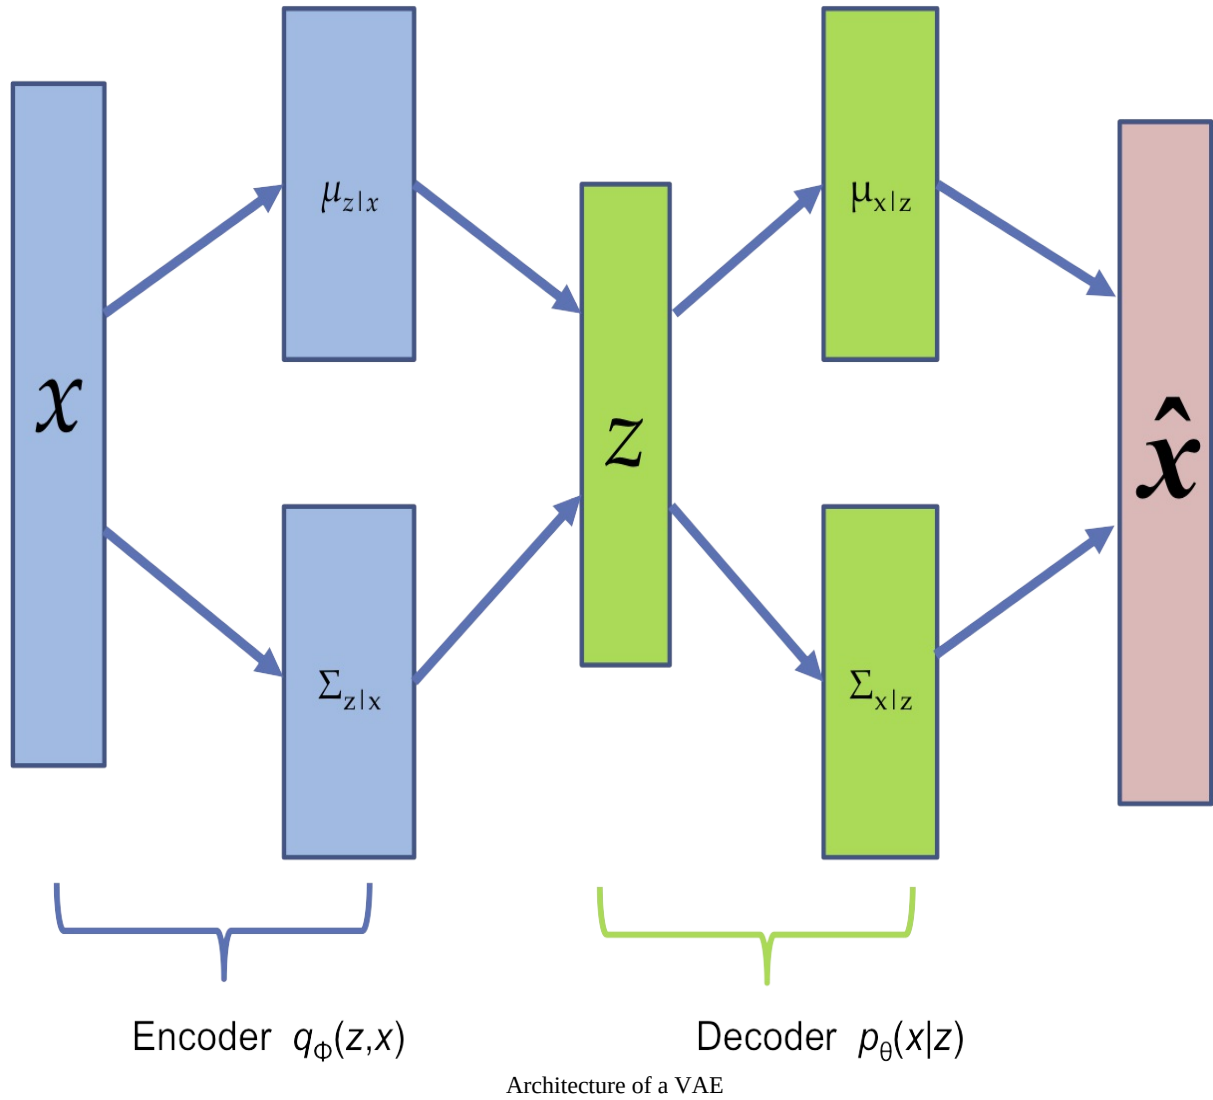 μz|x
μx|z
x
z
x̂
Σz|x
Σx|z
Encoder qΦ(z,x)
Decoder pθ(x|z)
Architecture of a VAE